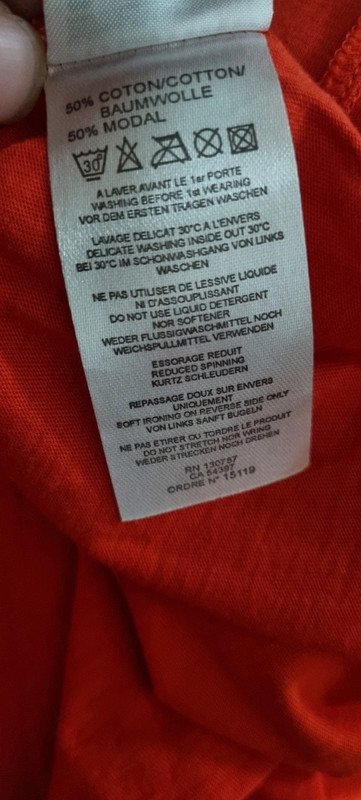 50% COTON/COTTON/
BAUMWOLLE
50% MODAL
30°
A LAVER AVANT LE 1er PORTE
WASHING BEFORE 1st WEARING
VOR DEM ERSTEN TRAGEN WASCHEN
LAVAGE DELICAT 30°C A L'ENVERS
DELICATE WASHING INSIDE OUT 30°C
BEI 30°C IM SCHONWASHGANG VON LINKS
WASCHEN
NE PAS UTILISER DE LESSIVE LIQUIDE
NI D'ASSOUPLISSANT
DO NOT USE LIQUID DETERGENT
NOR SOFTENER
WEDER FLUSSIGWASCHMITTEL NOCH
WEICHSPULLMITTEL VERWENDEN
ESSORAGE REDUIT
REDUCED SPINNING
KURTZ SCHLEUDERN
REPASSAGE DOUX SUR ENVERS
UNIQUEMENT
SOFT IRONING ON REVERSE SIDE ONLY
VON LINKS SANFT BUGELN
NE PAS ETIRER OU TORDRE LE PRODUIT
DO NOT STRETCH NOR WRING
WEDER STRECKEN NOCH DREHEN
RN 130757
CA 54397
ORDRE N° 15119